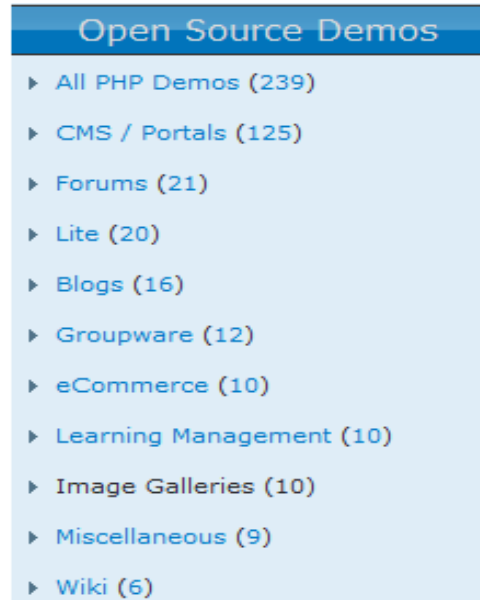 Open Source Demos
All PHP Demos (239)
CMS / Portals (125)
Forums (21)
Lite (20)
Blogs (16)
Groupware (12)
eCommerce (10)
Learning Management (10)
Image Galleries (10)
Miscellaneous (9)
Wiki (6)